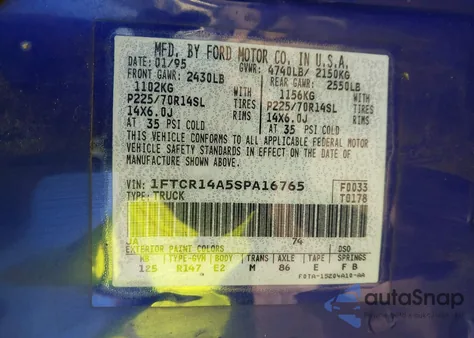 MFD. BY FORD MOTOR CO. IN U.S.A.
DATE: 01/95 GVWR: 4740LB/ 2150KG
FRONT GAWR: 2430LB REAR GAWR: 2550LB
1102KG WITH 1156KG WITH
P225/70R14SL TIRES P225/70R14SL TIRES
14X6.0J RIMS 14X6.0J RIMS
AT 35 PSI COLD AT 35 PSI COLD
THIS VEHICLE CONFORMS TO ALL APPLICABLE FEDERAL MOTOR
VEHICLE SAFETY STANDARDS IN EFFECT ON THE DATE OF
MANUFACTURE SHOWN ABOVE.
VIN: 1FTCR14A5SPA16765 F0033
TYPE: TRUCK T0178
JA 74
EXTERIOR PAINT COLORS DSO
WB TYPE-GVW BODY TRANS AXLE TAPE SPRINGS
125 R147 E2 M 86 E F B
F0TA-15204A10-AA
autoSnap